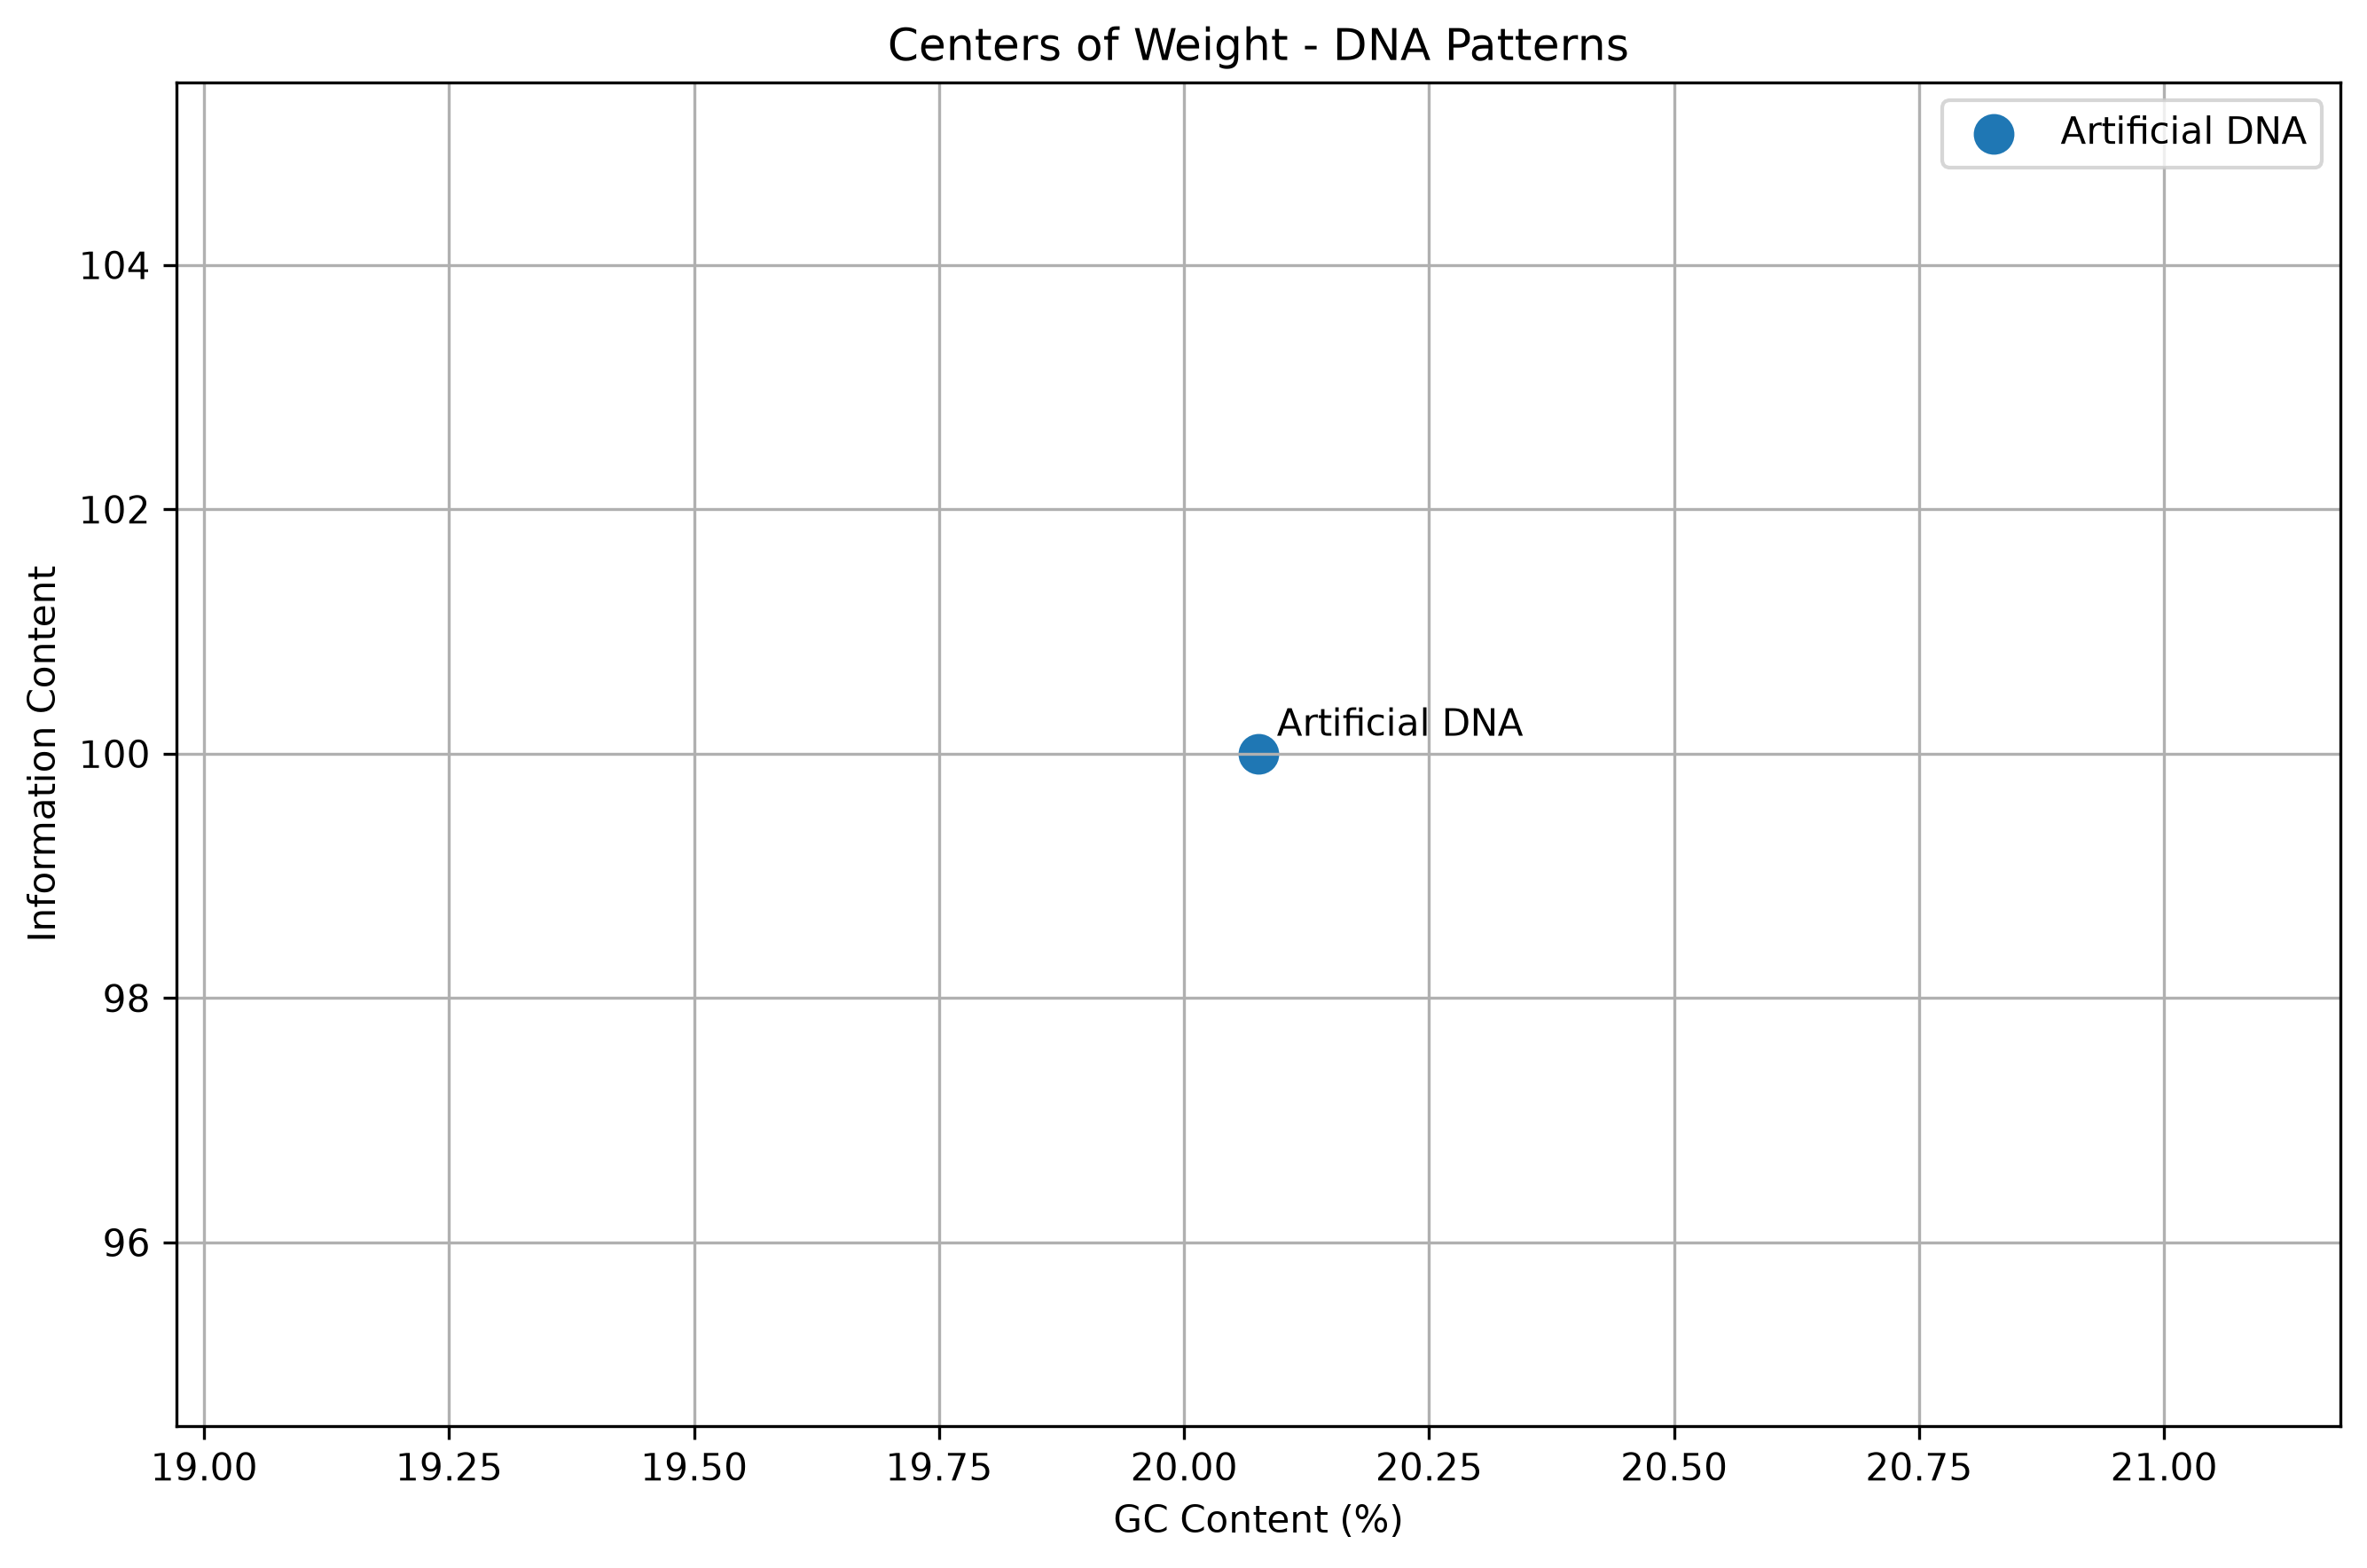 Centers of Weight - DNA Patterns
Artificial DNA
104
102
100
98
96
Information Content
Artificial DNA
19.00 19.25 19.50 19.75 20.00 20.25 20.50 20.75 21.00
GC Content (%)